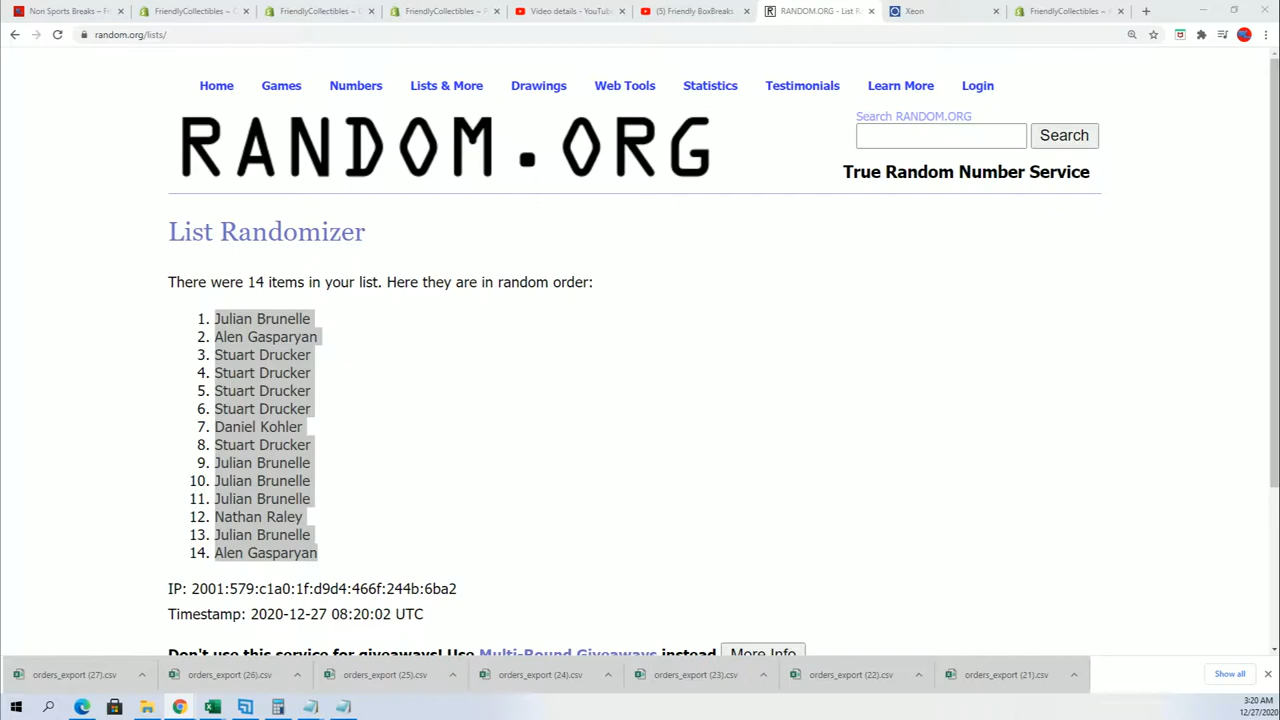 Non Sports Breaks – Fr
FriendlyCollectibles ~ C
FriendlyCollectibles ~ D
FriendlyCollectibles ~ P
Video details - YouTube
(5) Friendly BoxBreaks
RANDOM.ORG - List R
Xeon
FriendlyCollectibles ~ P
random.org/lists/
Home Games Numbers Lists & More Drawings Web Tools Statistics Testimonials Learn More Login
Search RANDOM.ORG
RANDOM.ORG
Search
True Random Number Service
List Randomizer
There were 14 items in your list. Here they are in random order:
1. Julian Brunelle
2. Alen Gasparyan
3. Stuart Drucker
4. Stuart Drucker
5. Stuart Drucker
6. Stuart Drucker
7. Daniel Kohler
8. Stuart Drucker
9. Julian Brunelle
10. Julian Brunelle
11. Julian Brunelle
12. Nathan Raley
13. Julian Brunelle
14. Alen Gasparyan
IP: 2001:579:c1a0:1f:d9d4:466f:244b:6ba2
Timestamp: 2020-12-27 08:20:02 UTC
Don't use this service for giveaways! Use Multi-Round Giveaways instead More Info
orders_export (27).csv
orders_export (26).csv
orders_export (25).csv
orders_export (24).csv
orders_export (23).csv
orders_export (22).csv
orders_export (21).csv
Show all
3:20 AM
12/27/2020